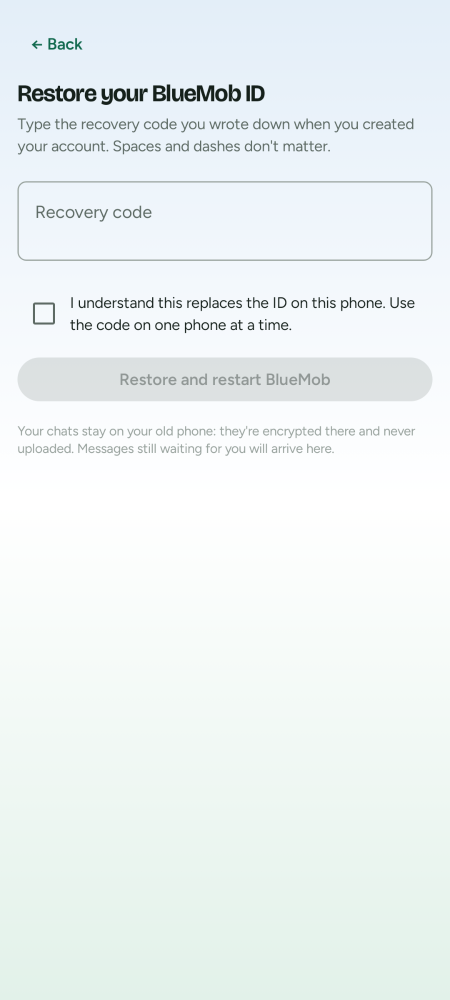 ← Back
Restore your BlueMob ID
Type the recovery code you wrote down when you created
your account. Spaces and dashes don't matter.
Recovery code
I understand this replaces the ID on this phone. Use
the code on one phone at a time.
Restore and restart BlueMob
Your chats stay on your old phone: they're encrypted there and never
uploaded. Messages still waiting for you will arrive here.